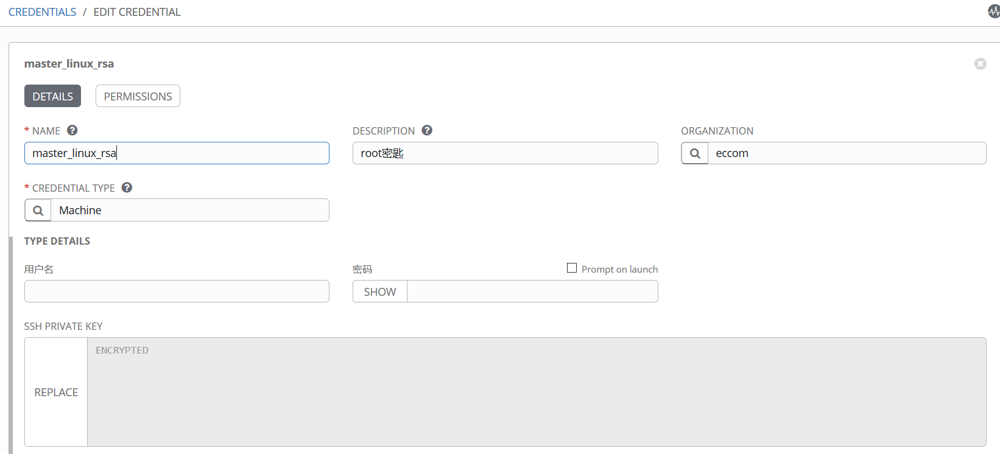 CREDENTIALS / EDIT CREDENTIAL
master_linux_rsa
DETAILS PERMISSIONS
* NAME ? DESCRIPTION ? ORGANIZATION
master_linux_rsa root密匙 eccom
* CREDENTIAL TYPE ?
Machine
TYPE DETAILS
用户名 密码 Prompt on launch
SHOW
SSH PRIVATE KEY
ENCRYPTED
REPLACE